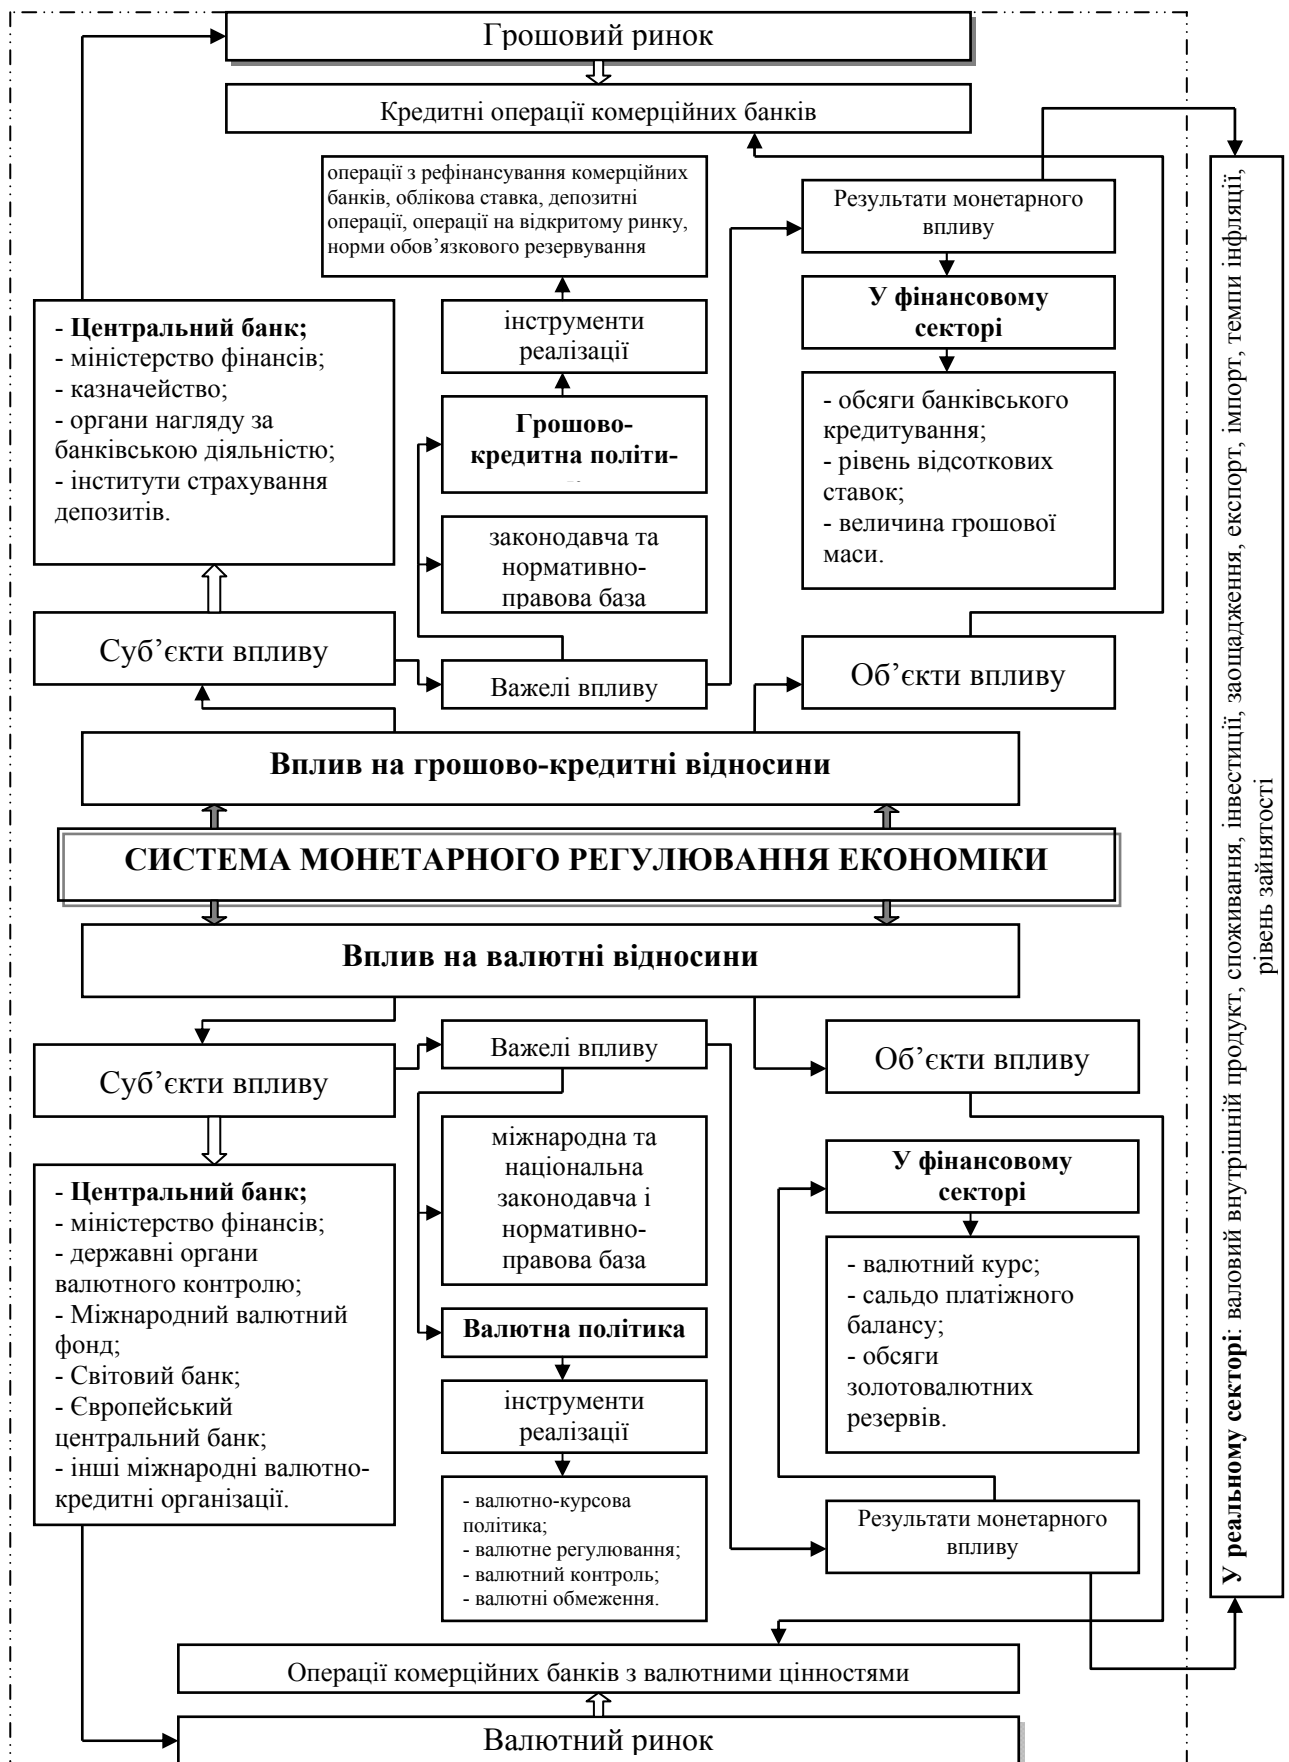 Грошовий ринок
Кредитні операції комерційних банків
операції з рефінансування комерційних
банків, облікова ставка, депозитні
операції, операції на відкритому ринку,
норми обов’язкового резервування
Результати монетарного
впливу
У фінансовому
секторі
інструменти
реалізації
- Центральний банк;
- міністерство фінансів;
- казначейство;
- органи нагляду за
банківською діяльністю;
- інститути страхування
депозитів.
Грошово-
кредитна політи-
- обсяги банківського
кредитування;
- рівень відсоткових
ставок;
- величина грошової
маси.
законодавча та
нормативно-
правова база
Суб’єкти впливу
Важелі впливу
Об’єкти впливу
Вплив на грошово-кредитні відносини
СИСТЕМА МОНЕТАРНОГО РЕГУЛЮВАННЯ ЕКОНОМІКИ
Вплив на валютні відносини
Суб’єкти впливу
Важелі впливу
Об’єкти впливу
міжнародна та
національна
законодавча і
нормативно-
правова база
У фінансовому
секторі
- Центральний банк;
- міністерство фінансів;
- державні органи
валютного контролю;
- Міжнародний валютний
фонд;
- Світовий банк;
- Європейський
центральний банк;
- інші міжнародні валютно-
кредитні організації.
- валютний курс;
- сальдо платіжного
балансу;
- обсяги
золотовалютних
резервів.
Валютна політика
інструменти
реалізації
- валютно-курсова
політика;
- валютне регулювання;
- валютний контроль;
- валютні обмеження.
Результати монетарного
впливу
Операції комерційних банків з валютними цінностями
Валютний ринок
У реальному секторі: валовий внутрішній продукт, споживання, інвестиції, заощадження, експорт, імпорт, темпи інфляції,
рівень зайнятості